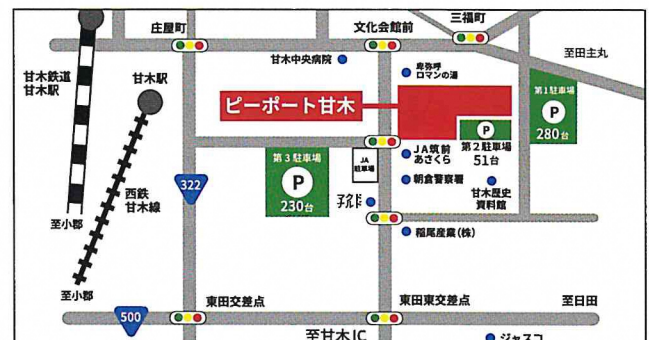 庄屋町
文化会館前
三福町
至田主丸
甘木中央病院
卑弥呼
ロマンの湯
甘木鉄道
甘木駅
甘木駅
ピーポート甘木
第1駐車場
P
280台
P
第2駐車場
51台
JA筑前
あさくら
第3駐車場
P
230台
JA
駐車場
朝倉警察署
甘木歴史
資料館
322
西鉄
甘木線
至小郡
稲尾産業(株)
至小郡
500
東田交差点
東田東交差点
至日田
至甘木IC
ジャスコ